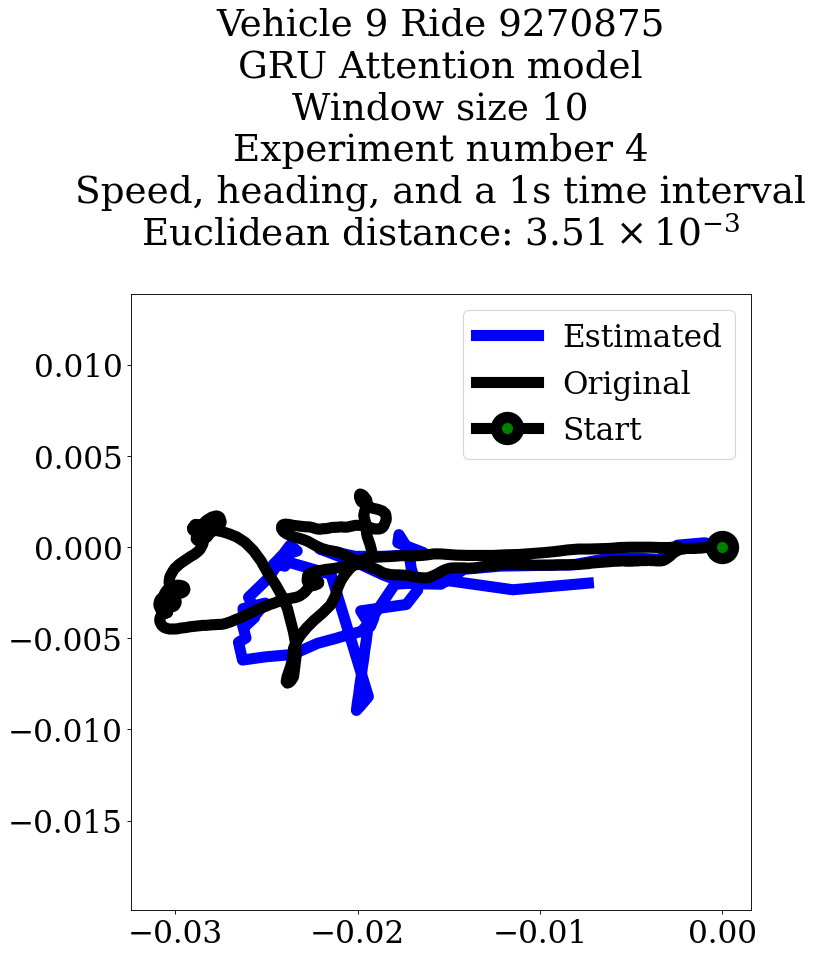 Vehicle 9 Ride 9270875
GRU Attention model
Window size 10
Experiment number 4
Speed, heading, and a 1s time interval
Euclidean distance: 3.51 × 10⁻³
Estimated
Original
Start
0.010
0.005
0.000
−0.005
−0.010
−0.015
−0.03 −0.02 −0.01 0.00